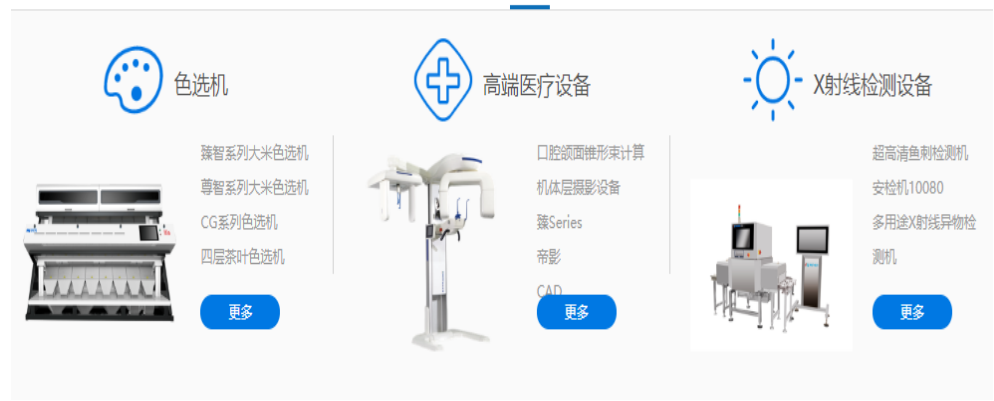 色选机
臻智系列大米色选机
尊智系列大米色选机
CG系列色选机
四层茶叶色选机
更多
高端医疗设备
口腔颌面锥形束计算
机体层摄影设备
臻Series
帝影
CAD
更多
X射线检测设备
超高清鱼刺检测机
安检机10080
多用途X射线异物检
测机
更多